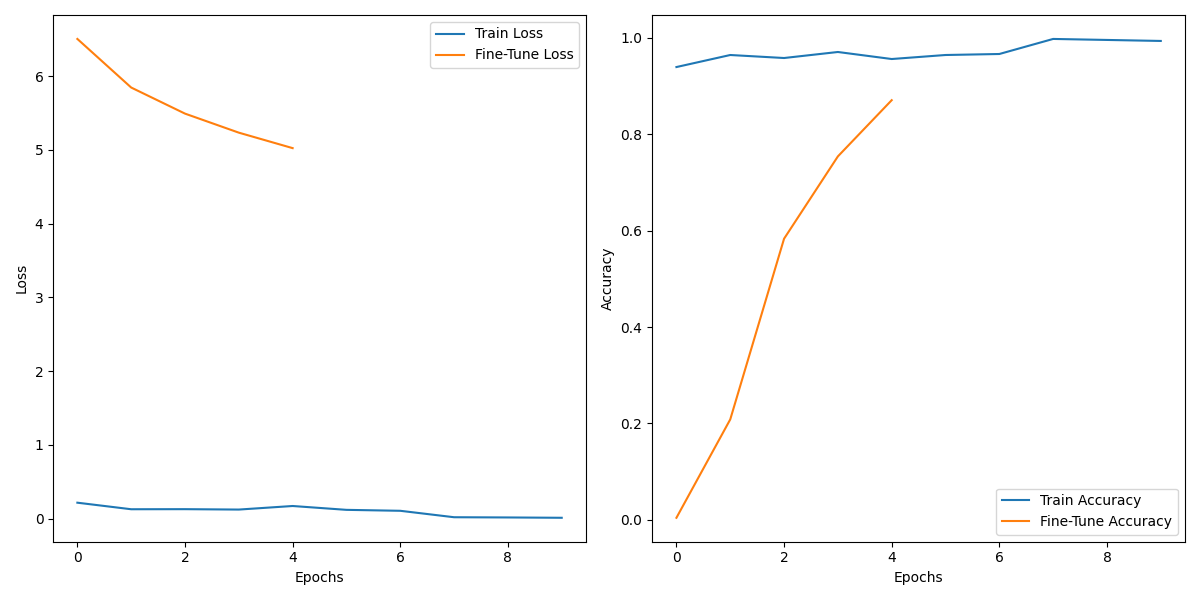 Train Loss
Fine-Tune Loss
6
5
4
3
2
1
0
Loss
0 2 4 6 8
Epochs
1.0
0.8
0.6
0.4
0.2
0.0
Accuracy
Train Accuracy
Fine-Tune Accuracy
0 2 4 6 8
Epochs